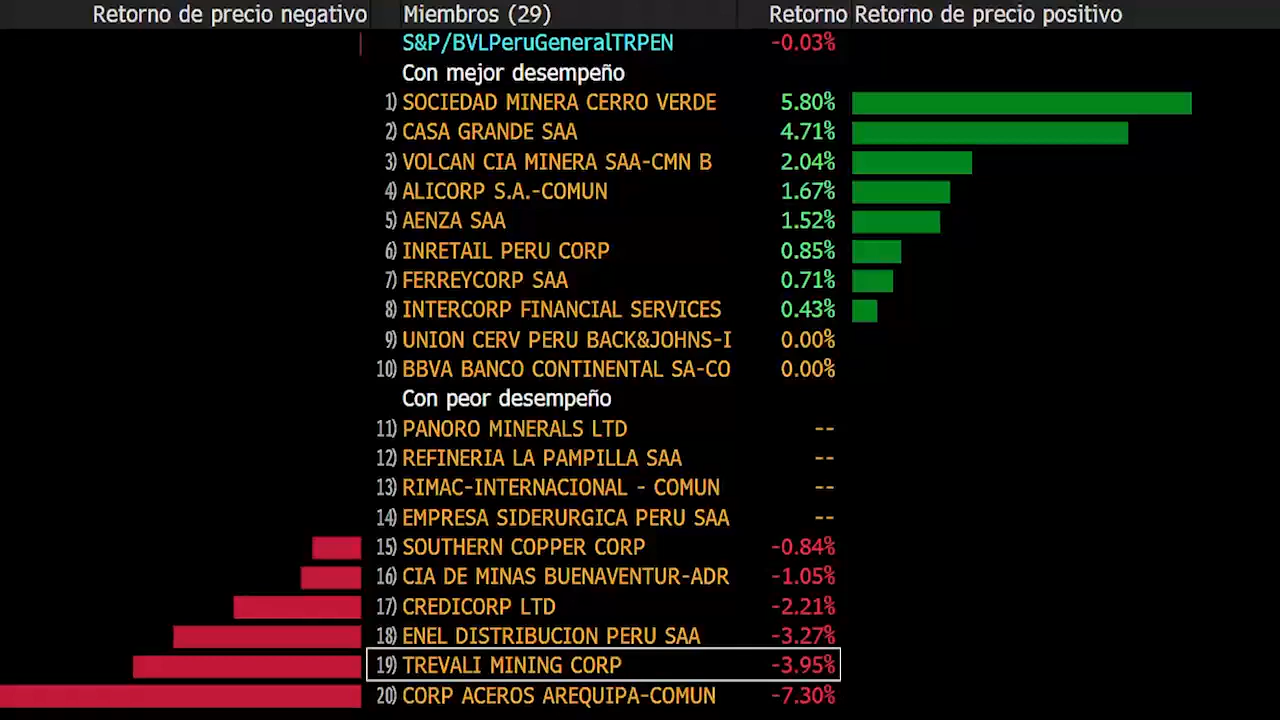 Retorno de precio negativo Miembros (29) Retorno Retorno de precio positivo
S&P/BVLPeruGeneralTRPEN -0.03%
Con mejor desempeño
1) SOCIEDAD MINERA CERRO VERDE 5.80%
2) CASA GRANDE SAA 4.71%
3) VOLCAN CIA MINERA SAA-CMN B 2.04%
4) ALICORP S.A.-COMUN 1.67%
5) AENZA SAA 1.52%
6) INRETAIL PERU CORP 0.85%
7) FERREYCORP SAA 0.71%
8) INTERCORP FINANCIAL SERVICES 0.43%
9) UNION CERV PERU BACK&JOHNS-I 0.00%
10) BBVA BANCO CONTINENTAL SA-CO 0.00%
Con peor desempeño
11) PANORO MINERALS LTD --
12) REFINERIA LA PAMPILLA SAA --
13) RIMAC-INTERNACIONAL - COMUN --
14) EMPRESA SIDERURGICA PERU SAA --
15) SOUTHERN COPPER CORP -0.84%
16) CIA DE MINAS BUENAVENTUR-ADR -1.05%
17) CREDICORP LTD -2.21%
18) ENEL DISTRIBUCION PERU SAA -3.27%
19) TREVALI MINING CORP -3.95%
20) CORP ACEROS AREQUIPA-COMUN -7.30%